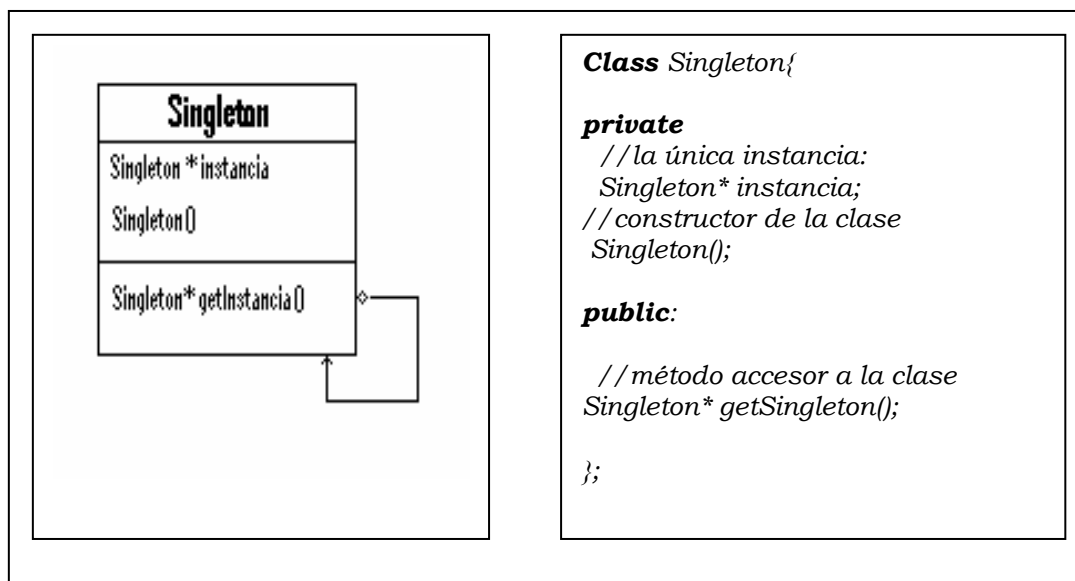 Singleton
Singleton * instancia
Singleton()
Singleton* getInstancia()
Class Singleton{
private
//la única instancia:
Singleton* instancia;
//constructor de la clase
Singleton();
public:
//método accesor a la clase
Singleton* getSingleton();
};